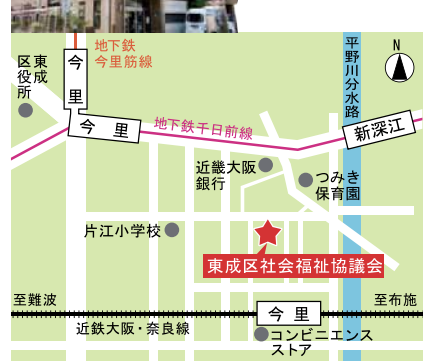 地下鉄
今里筋線
N
平野川分水路
東成
区役所
今里
今里
地下鉄千日前線
新深江
近畿大阪
銀行
つみき
保育園
片江小学校
東成区社会福祉協議会
至難波
至布施
今里
近鉄大阪・奈良線
コンビニエンス
ストア